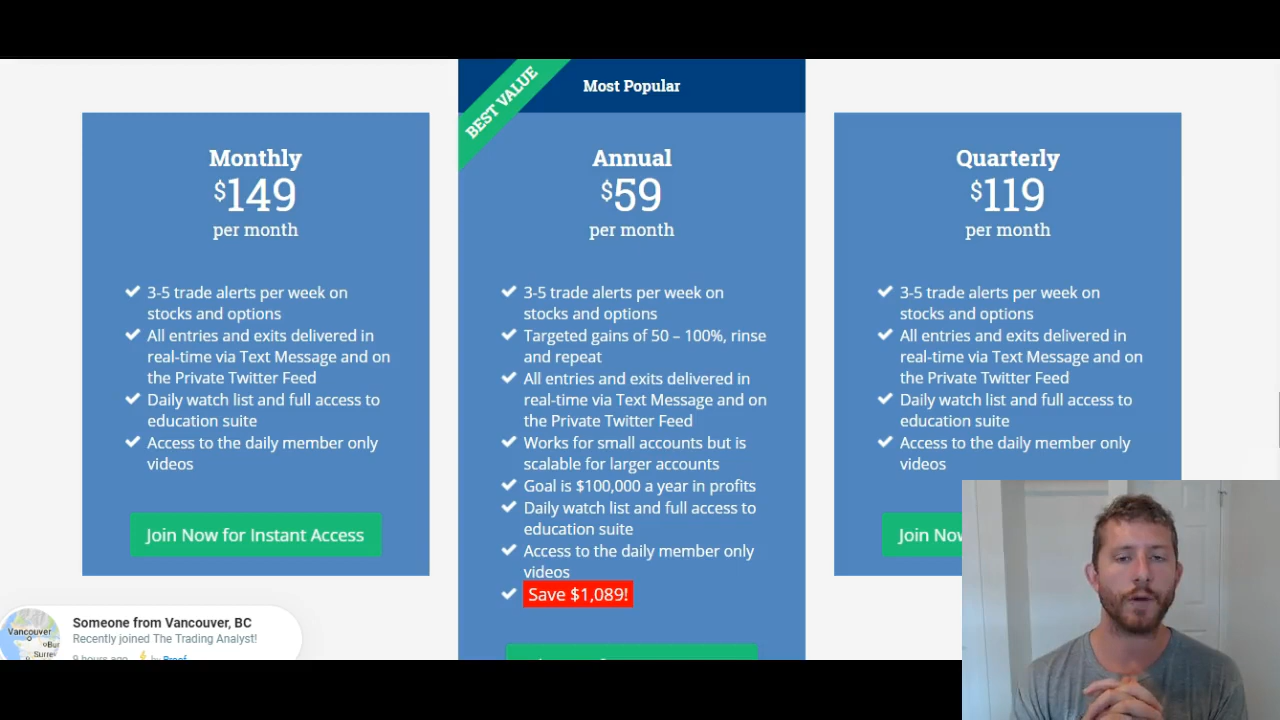 Monthly
$149
per month
3-5 trade alerts per week on
stocks and options
All entries and exits delivered in
real-time via Text Message and on
the Private Twitter Feed
Daily watch list and full access to
education suite
Access to the daily member only
videos
Join Now for Instant Access
BEST VALUE
Most Popular
Annual
$59
per month
3-5 trade alerts per week on
stocks and options
Targeted gains of 50 – 100%, rinse
and repeat
All entries and exits delivered in
real-time via Text Message and on
the Private Twitter Feed
Works for small accounts but is
scalable for larger accounts
Goal is $100,000 a year in profits
Daily watch list and full access to
education suite
Access to the daily member only
videos
Save $1,089!
Quarterly
$119
per month
3-5 trade alerts per week on
stocks and options
All entries and exits delivered in
real-time via Text Message and on
the Private Twitter Feed
Daily watch list and full access to
education suite
Access to the daily member only
videos
Join
Vancouver
Surre
Someone from Vancouver, BC
Recently joined The Trading Analyst!
9 hours ago by Proof